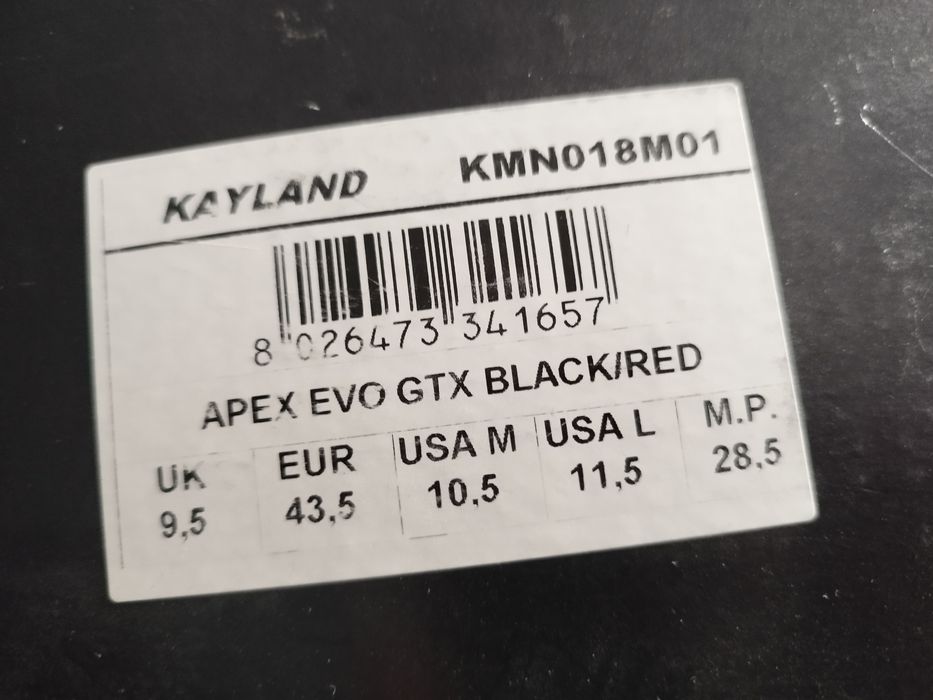 KAYLAND KMN018M01
8 026473 341657
APEX EVO GTX BLACK/RED
UK EUR USA M USA L M.P.
9,5 43,5 10,5 11,5 28,5